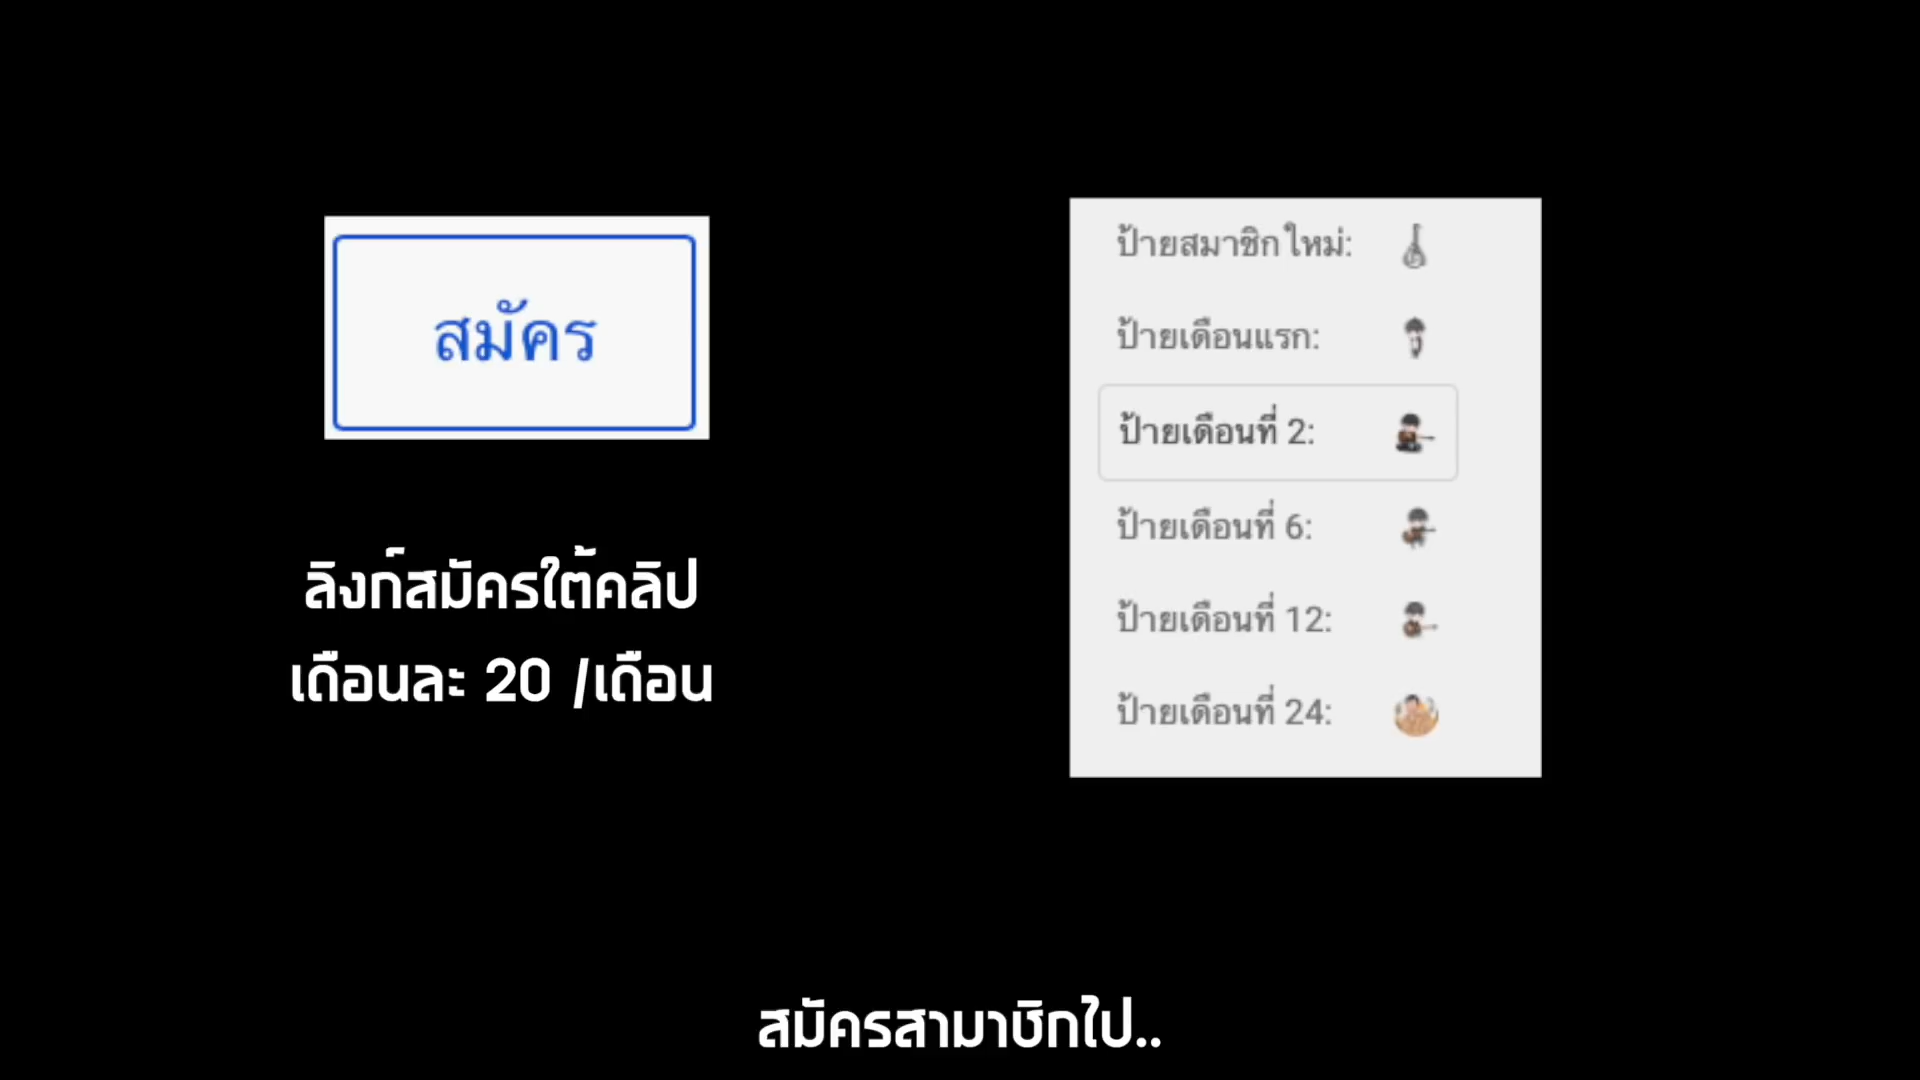 สมัคร
ลิงก์สมัครใต้คลิป
เดือนละ 20 /เดือน
ป้ายสมาชิกใหม่:
ป้ายเดือนแรก:
ป้ายเดือนที่ 2:
ป้ายเดือนที่ 6:
ป้ายเดือนที่ 12:
ป้ายเดือนที่ 24:
สมัครสามาชิกไป..